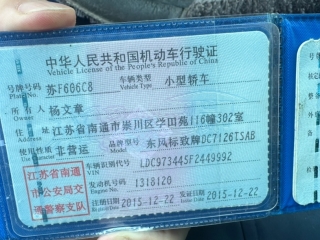 中华人民共和国机动车行驶证
Vehicle License of the People's Republic of China
号牌号码 苏F606C8 车辆类型 小型轿车
Plate No. Vehicle Type
所有人 杨文章
住址 江苏省南通市崇川区学田苑116幢302室
使用性质 非营运 品牌型号 东风标致牌DC7126TSAB
江苏省南通市公安局交通警察支队
车辆识别代号 LDC973445F2449992
VIN
发动机号码 1318120
Engine No.
注册日期 2015-12-22 发证日期 2015-12-22